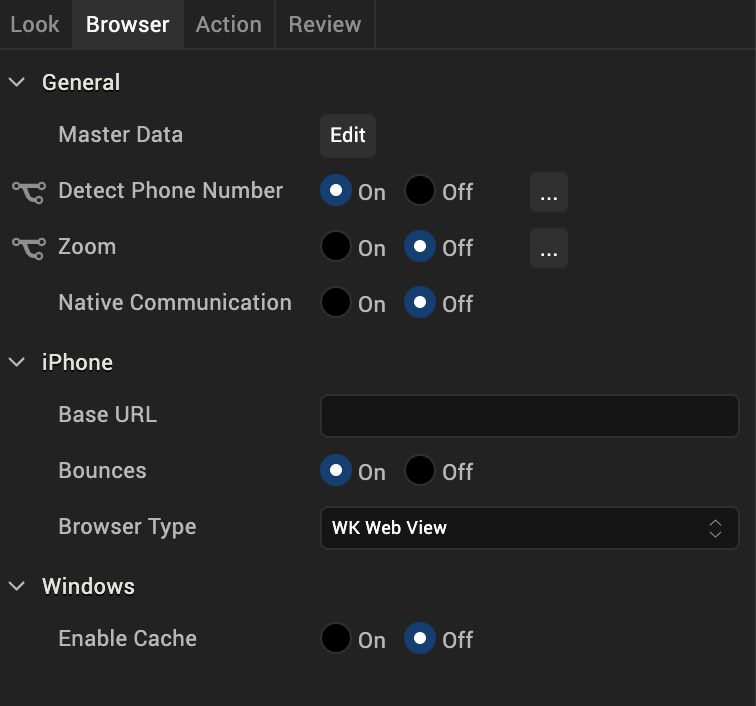 Look Browser Action Review
General
Master Data Edit
Detect Phone Number On Off ...
Zoom On Off ...
Native Communication On Off
iPhone
Base URL
Bounces On Off
Browser Type WK Web View
Windows
Enable Cache On Off